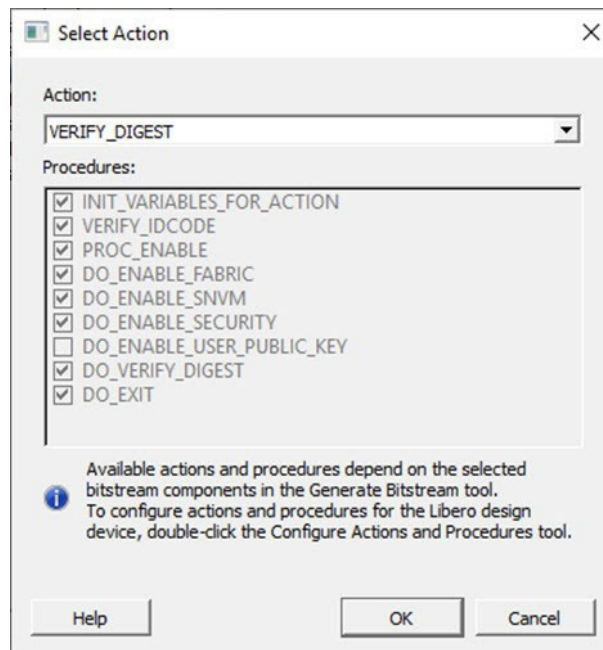 Select Action
Action:
VERIFY_DIGEST
Procedures:
INIT_VARIABLES_FOR_ACTION
VERIFY_IDCODE
PROC_ENABLE
DO_ENABLE_FABRIC
DO_ENABLE_SNVM
DO_ENABLE_SECURITY
DO_ENABLE_USER_PUBLIC_KEY
DO_VERIFY_DIGEST
DO_EXIT
Available actions and procedures depend on the selected
bitstream components in the Generate Bitstream tool.
To configure actions and procedures for the Libero design
device, double-click the Configure Actions and Procedures tool.
Help OK Cancel